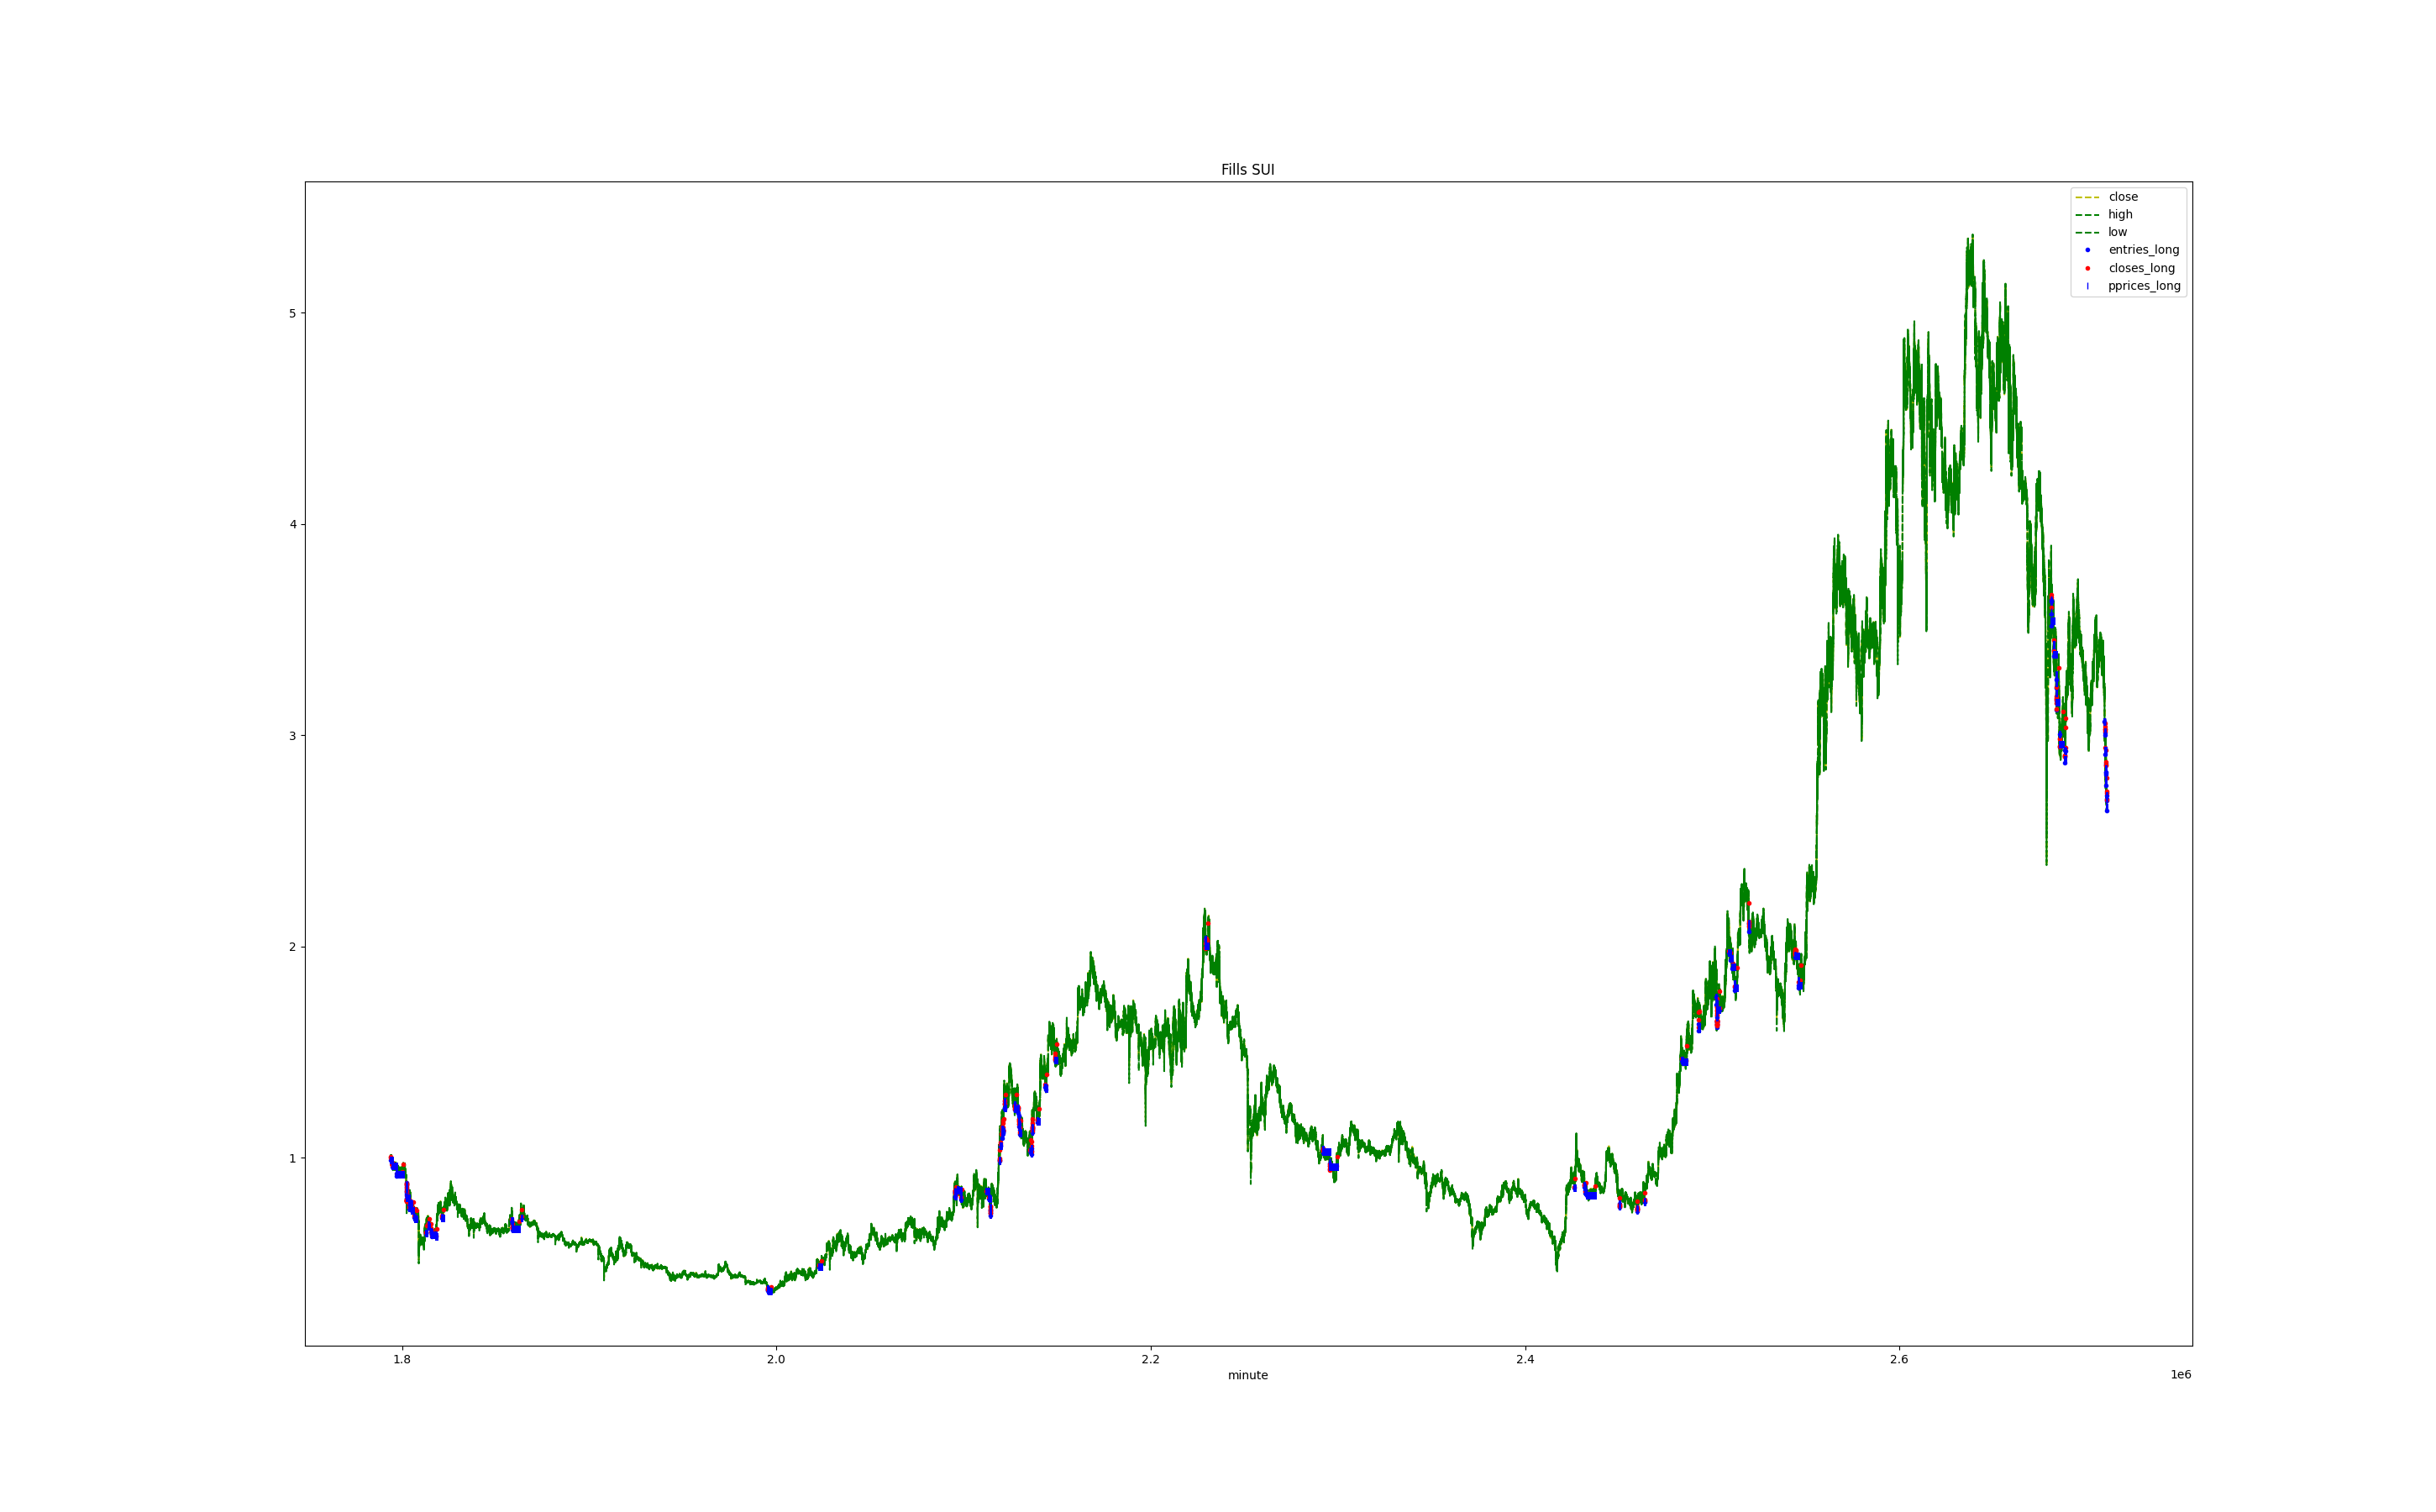 Fills SUI
close
high
low
entries_long
closes_long
pprices_long
5
4
3
2
1
1.8
2.0
2.2
2.4
2.6
minute
1e6